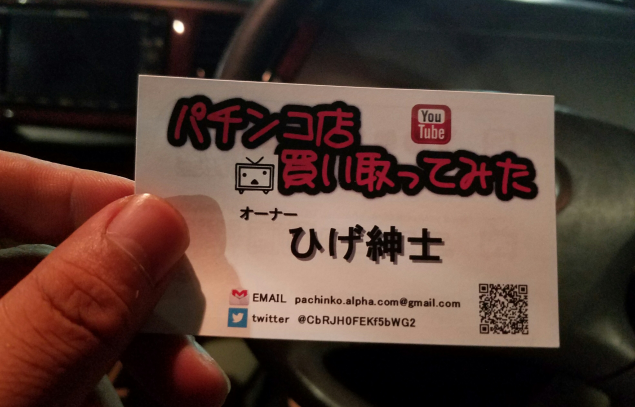 パチンコ店
You
Tube
買い取ってみた
オーナー
ひげ紳士
EMAIL pachinko.alpha.com@gmail.com
twitter @CbRJH0FEKf5bWG2